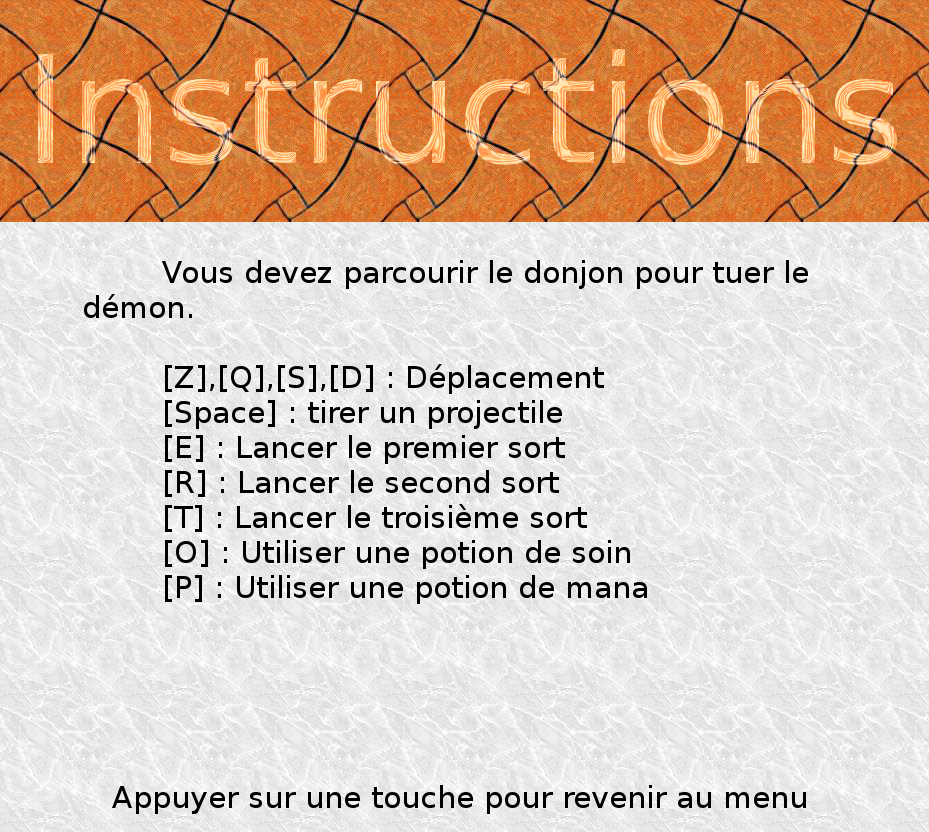 Instructions
Vous devez parcourir le donjon pour tuer le
démon.
[Z],[Q],[S],[D] : Déplacement
[Space] : tirer un projectile
[E] : Lancer le premier sort
[R] : Lancer le second sort
[T] : Lancer le troisième sort
[O] : Utiliser une potion de soin
[P] : Utiliser une potion de mana
Appuyer sur une touche pour revenir au menu